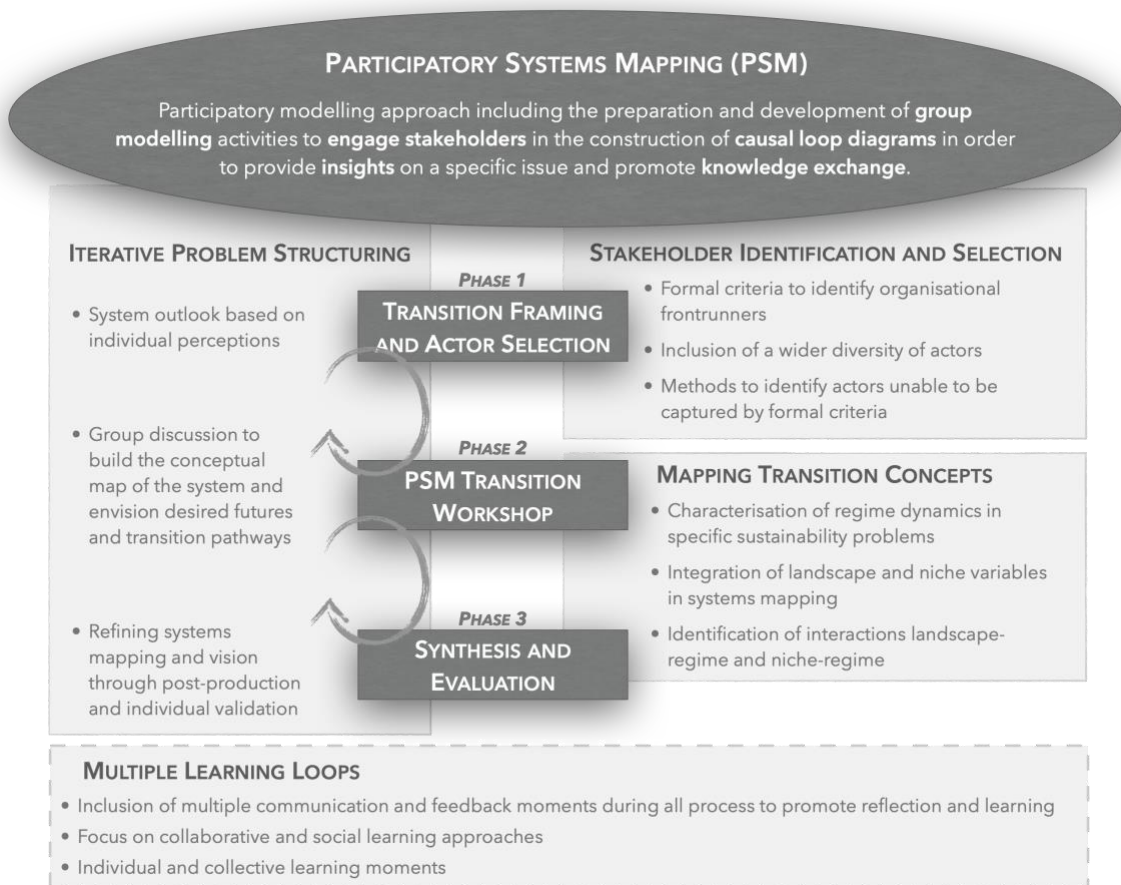 PARTICIPATORY SYSTEMS MAPPING (PSM)
Participatory modelling approach including the preparation and development of group
modelling activities to engage stakeholders in the construction of causal loop diagrams in order
to provide insights on a specific issue and promote knowledge exchange.
ITERATIVE PROBLEM STRUCTURING
• System outlook based on
individual perceptions
• Group discussion to
build the conceptual
map of the system and
envision desired futures
and transition pathways
• Refining systems
mapping and vision
through post-production
and individual validation
PHASE 1
TRANSITION FRAMING
AND ACTOR SELECTION
PHASE 2
PSM TRANSITION
WORKSHOP
PHASE 3
SYNTHESIS AND
EVALUATION
STAKEHOLDER IDENTIFICATION AND SELECTION
• Formal criteria to identify organisational
frontrunners
• Inclusion of a wider diversity of actors
• Methods to identify actors unable to be
captured by formal criteria
MAPPING TRANSITION CONCEPTS
• Characterisation of regime dynamics in
specific sustainability problems
• Integration of landscape and niche variables
in systems mapping
• Identification of interactions landscape-
regime and niche-regime
MULTIPLE LEARNING LOOPS
• Inclusion of multiple communication and feedback moments during all process to promote reflection and learning
• Focus on collaborative and social learning approaches
• Individual and collective learning moments